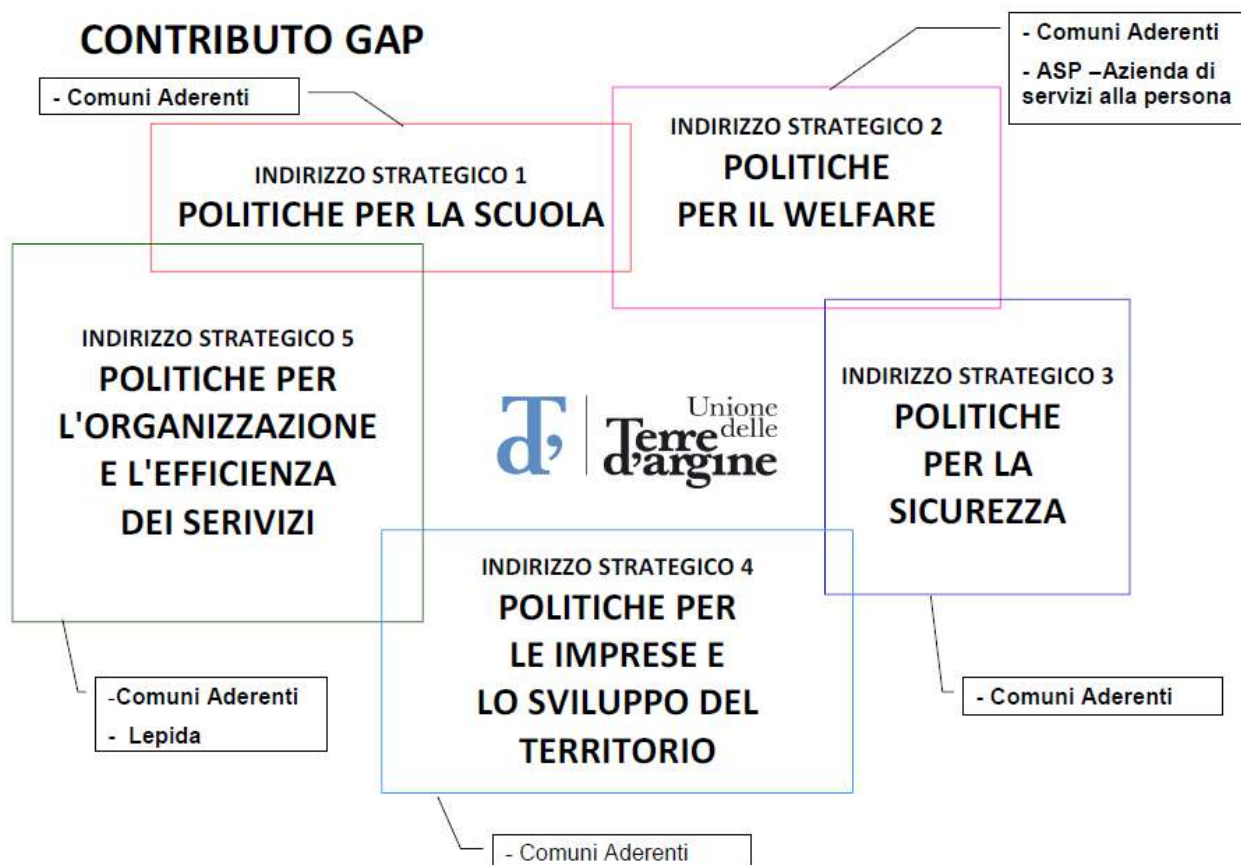 CONTRIBUTO GAP
- Comuni Aderenti
- Comuni Aderenti
- ASP –Azienda di
servizi alla persona
INDIRIZZO STRATEGICO 1
POLITICHE PER LA SCUOLA
INDIRIZZO STRATEGICO 2
POLITICHE
PER IL WELFARE
INDIRIZZO STRATEGICO 5
POLITICHE PER
L'ORGANIZZAZIONE
E L'EFFICIENZA
DEI SERIVIZI
Td'
Unione
delle
Terre
d'argine
INDIRIZZO STRATEGICO 3
POLITICHE
PER LA
SICUREZZA
INDIRIZZO STRATEGICO 4
POLITICHE PER
LE IMPRESE E
LO SVILUPPO DEL
TERRITORIO
-Comuni Aderenti
- Lepida
- Comuni Aderenti
- Comuni Aderenti